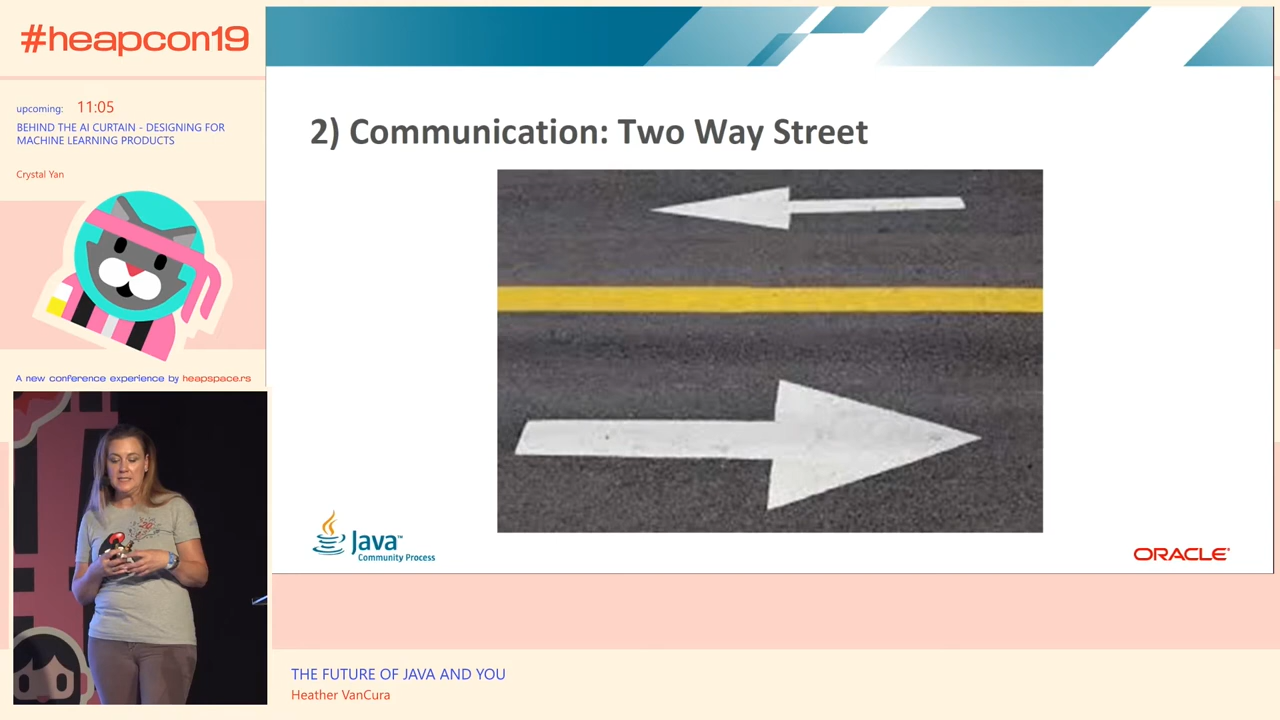 #heapcon19
upcoming: 11:05
BEHIND THE AI CURTAIN - DESIGNING FOR
MACHINE LEARNING PRODUCTS
Crystal Yan
A new conference experience by heapspace.rs
2) Communication: Two Way Street
Java™
Community Process
ORACLE®
THE FUTURE OF JAVA AND YOU
Heather VanCura